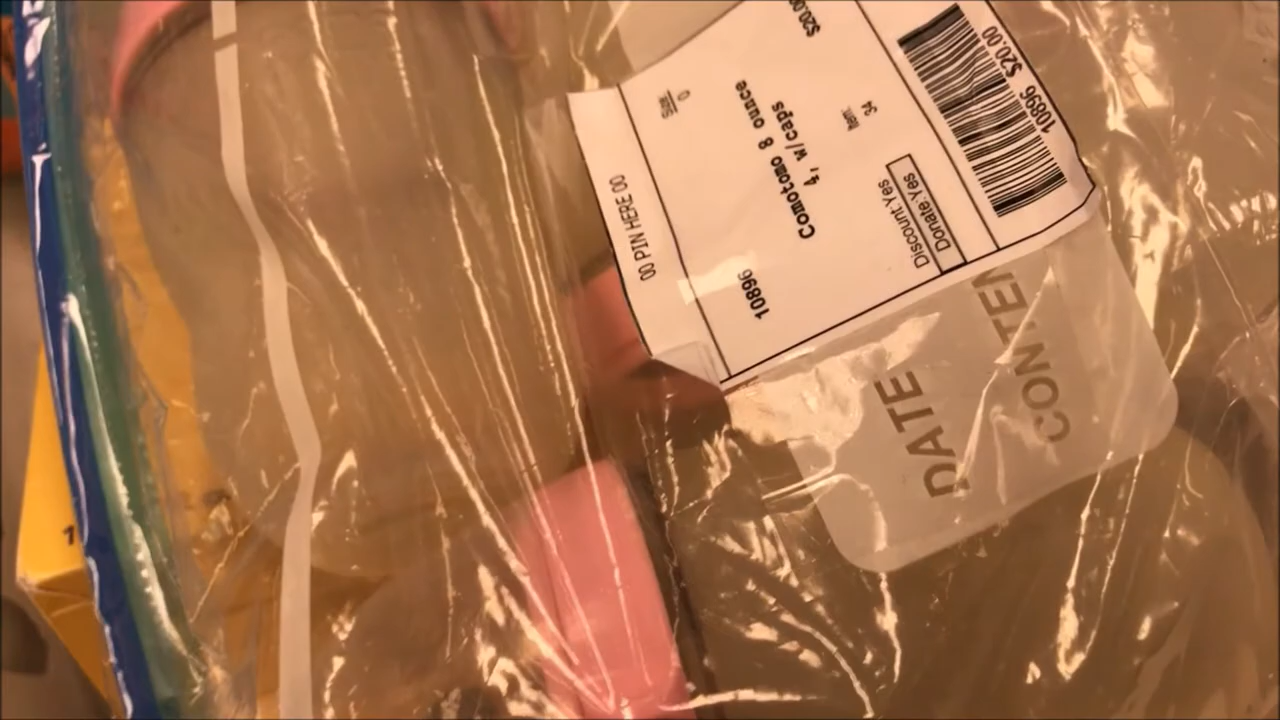 00 PIN HERE 00
Size:
0
10896
Comotomo 8 ounce
4, w/caps
$20.00
Item:
34
Discount:Yes
Donate:Yes
10896 $20.00
DATE
CONTEN
1